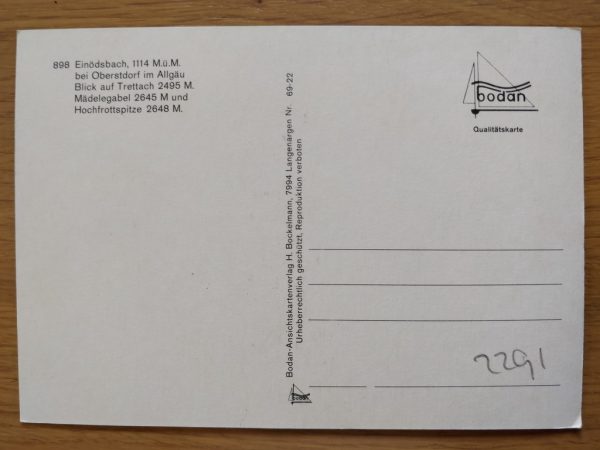 898 Einödsbach, 1114 M.ü.M.
bei Oberstdorf im Allgäu
Blick auf Trettach 2495 M.
Mädelegabel 2645 M und
Hochfrottspitze 2648 M.
Bodan-Ansichtskartenverlag H. Bockelmann, 7994 Langenargen Nr. 69-22
Urheberrechtlich geschützt, Reproduktion verboten
bodan
bodan
Qualitätskarte
2291